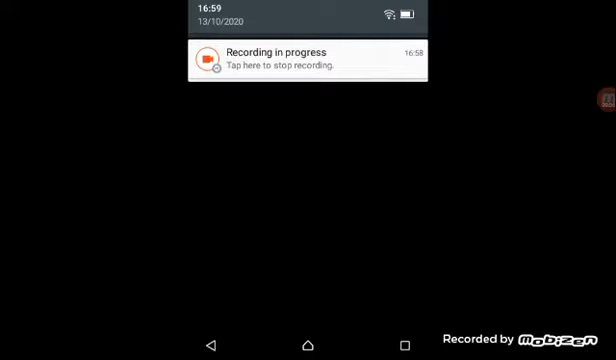 16:59
13/10/2020
Recording in progress 16:58
Tap here to stop recording.
Recorded by mobizen